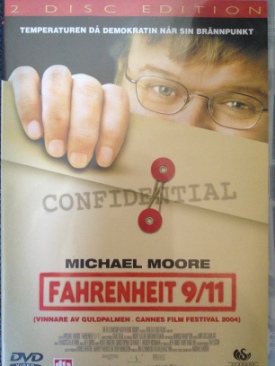 2 DISC EDITION
TEMPERATUREN DÅ DEMOKRATIN NÅR SIN BRÄNNPUNKT
CONFIDENTIAL
MICHAEL MOORE
FAHRENHEIT 9/11
(VINNARE AV GULDPALMEN . CANNES FILM FESTIVAL 2004)
DVD
dts